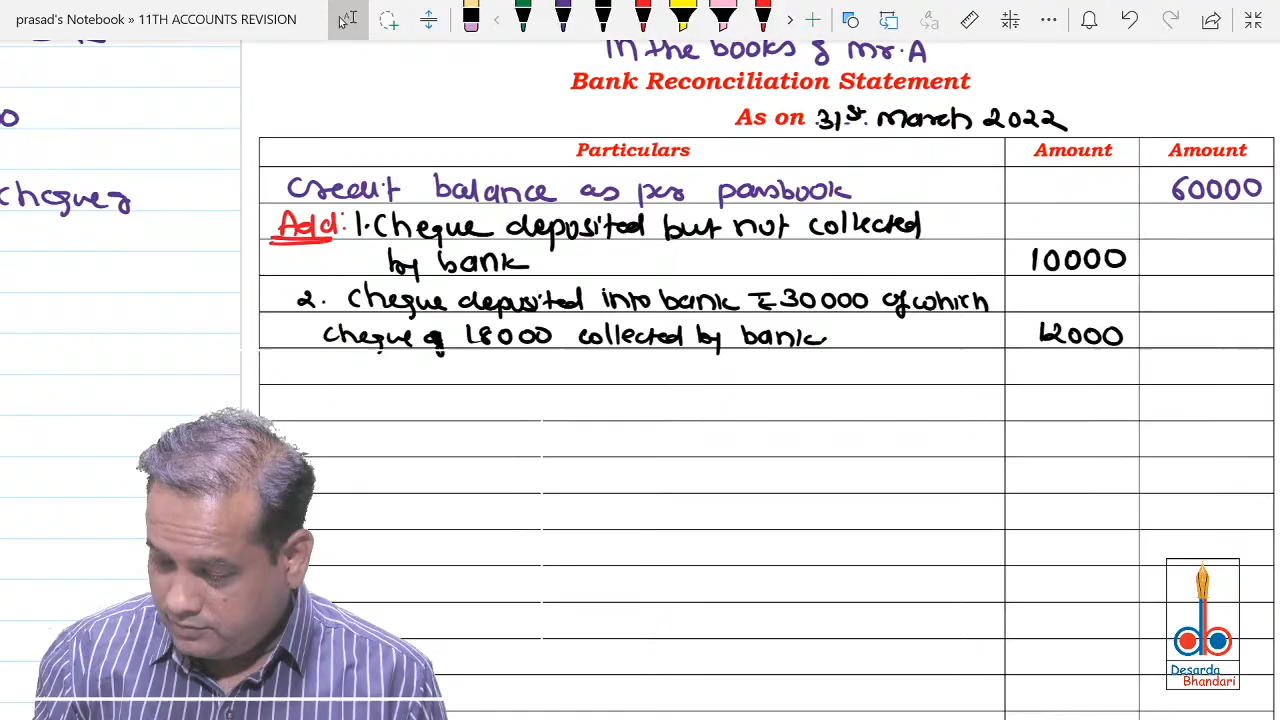 prasad's Notebook » 11TH ACCOUNTS REVISION
In the books of Mr. A
Bank Reconciliation Statement
As on 31st March 2022
Particulars Amount Amount
Credit balance as per passbook 60000
Add: 1. Cheque deposited but not collected
by bank 10000
2. Cheque deposited into bank ₹ 30000 of which
cheque of 18000 collected by bank 12000
cheques
Desarda
Bhandari